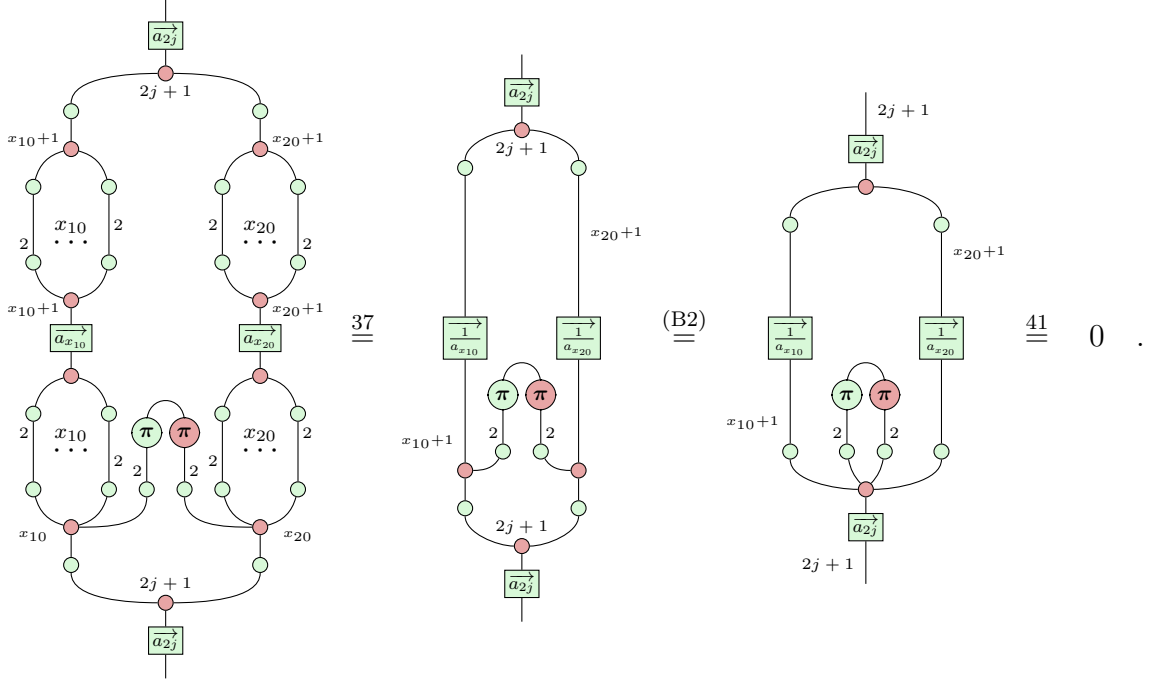 a_{2j}
2j + 1
x_{10}+1 x_{20}+1
2 x_{10} ··· 2 2 x_{20} ··· 2
x_{10}+1 x_{20}+1
a_{x_{10}} a_{x_{20}}
2 x_{10} ··· 2 2 π π 2 2 x_{20} ··· 2
x_{10} x_{20}
2j + 1
a_{2j}
37 =
a_{2j}
2j + 1
x_{20}+1
1/a_{x_{10}} 1/a_{x_{20}}
π π
2 2
x_{10}+1
2j + 1
a_{2j}
(B2) =
2j + 1
a_{2j}
x_{20}+1
1/a_{x_{10}} 1/a_{x_{20}}
π π
x_{10}+1 2 2
a_{2j}
2j + 1
41 = 0 .